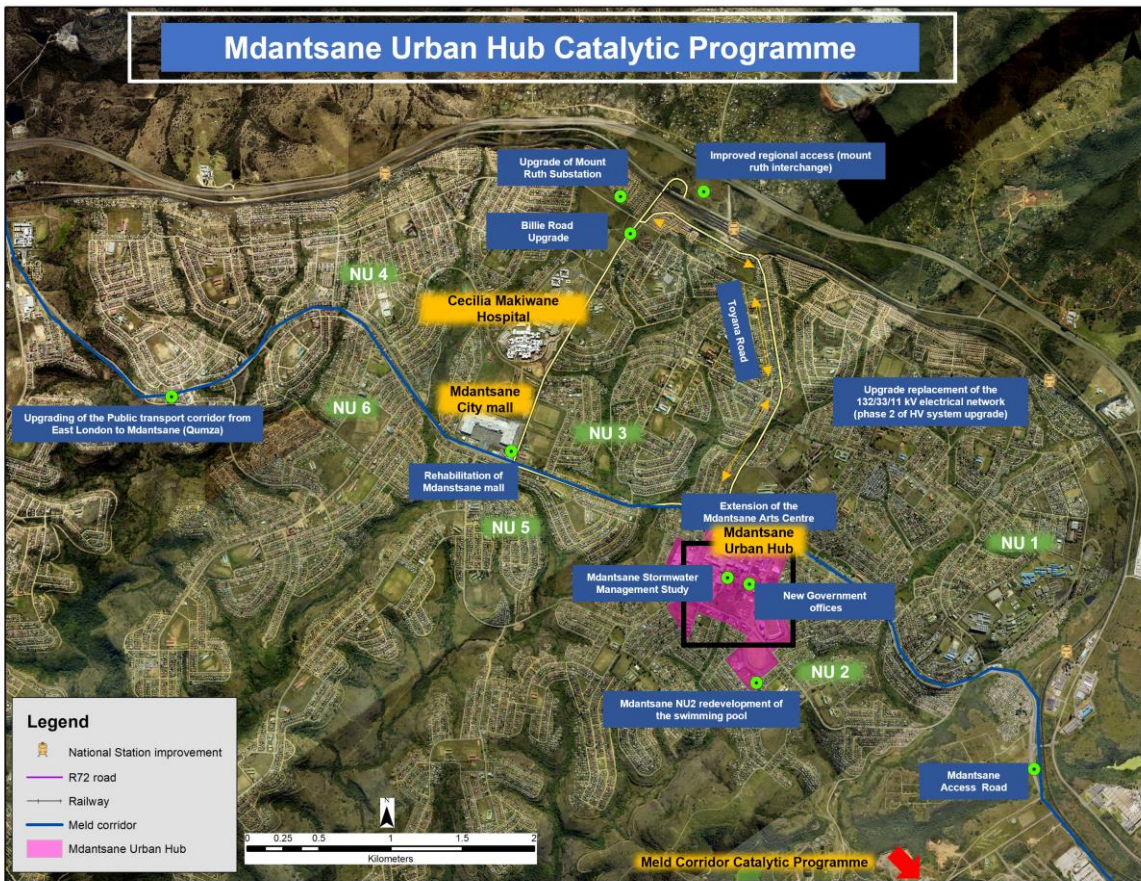 Mdantsane Urban Hub Catalytic Programme
Upgrade of Mount
Ruth Substation
Improved regional access (mount
ruth interchange)
Billie Road
Upgrade
NU 4
Cecilia Makiwane
Hospital
Toyana Road
Mdantsane
City mall
Upgrade replacement of the
132/33/11 kV electrical network
(phase 2 of HV system upgrade)
Upgrading of the Public transport corridor from
East London to Mdantsane (Qumza)
NU 6
NU 3
Rehabilitation of
Mdanstsane mall
NU 5
Extension of the
Mdantsane Arts Centre
Mdantsane
Urban Hub
NU 1
Mdantsane Stormwater
Management Study
New Government
offices
NU 2
Mdantsane NU2 redevelopment of
the swimming pool
Mdantsane
Access Road
Legend
National Station improvement
R72 road
Railway
Meld corridor
Mdantsane Urban Hub
N
0 0.25 0.5 1 1.5 2
Kilometers
Meld Corridor Catalytic Programme